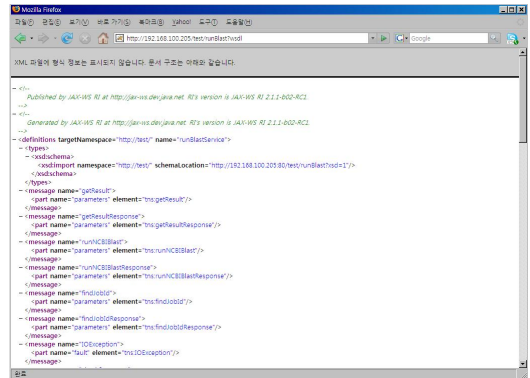 Mozilla Firefox
파일(F) 편집(E) 보기(V) 바로 가기(S) 북마크(B) Yahoo! 도구(T) 도움말(H)
http://192.168.100.205/test/runBlast?wsdl
Google
XML 파일에 형식 정보는 표시되지 않습니다. 문서 구조는 아래와 같습니다.
- <!--
Published by JAX-WS RI at http://jax-ws.dev.java.net. RI's version is JAX-WS RI 2.1.1-b02-RC1.
-->
- <!--
Generated by JAX-WS RI at http://jax-ws.dev.java.net. RI's version is JAX-WS RI 2.1.1-b02-RC1.
-->
- <definitions targetNamespace="http://test/" name="runBlastService">
- <types>
- <xsd:schema>
<xsd:import namespace="http://test/" schemaLocation="http://192.168.100.205:80/test/runBlast?xsd=1"/>
</xsd:schema>
</types>
- <message name="getResult">
<part name="parameters" element="tns:getResult"/>
</message>
- <message name="getResultResponse">
<part name="parameters" element="tns:getResultResponse"/>
</message>
- <message name="runNCBIBlast">
<part name="parameters" element="tns:runNCBIBlast"/>
</message>
- <message name="runNCBIBlastResponse">
<part name="parameters" element="tns:runNCBIBlastResponse"/>
</message>
- <message name="findJobId">
<part name="parameters" element="tns:findJobId"/>
</message>
- <message name="findJobIdResponse">
<part name="parameters" element="tns:findJobIdResponse"/>
</message>
- <message name="IOException">
<part name="fault" element="tns:IOException"/>
</message>
완료